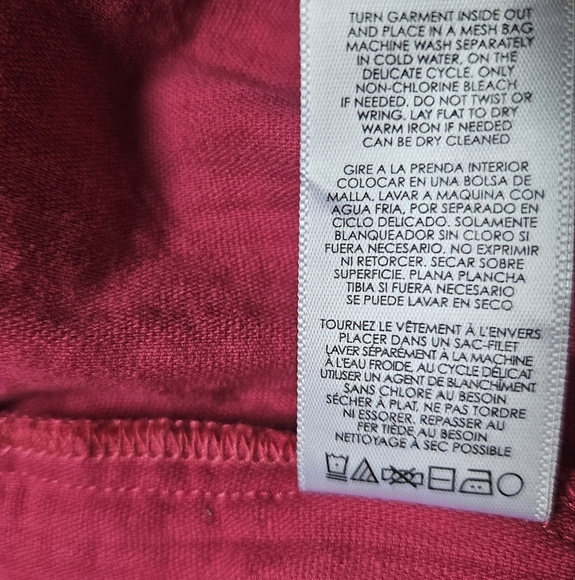 TURN GARMENT INSIDE OUT
AND PLACE IN A MESH BAG
MACHINE WASH SEPARATELY
IN COLD WATER, ON THE
DELICATE CYCLE. ONLY
NON-CHLORINE BLEACH
IF NEEDED. DO NOT TWIST OR
WRING. LAY FLAT TO DRY
WARM IRON IF NEEDED
CAN BE DRY CLEANED
GIRE A LA PRENDA INTERIOR
COLOCAR EN UNA BOLSA DE
MALLA. LAVAR A MAQUINA CON
AGUA FRIA, POR SEPARADO EN
CICLO DELICADO. SOLAMENTE
BLANQUEADOR SIN CLORO SI
FUERA NECESARIO. NO EXPRIMIR
NI RETORCER. SECAR SOBRE
SUPERFICIE. PLANA PLANCHA
TIBIA SI FUERA NECESARIO
SE PUEDE LAVAR EN SECO
TOURNEZ LE VÊTEMENT À L'ENVERS
PLACER DANS UN SAC-FILET
LAVER SÉPARÉMENT À LA MACHINE
À L'EAU FROIDE, AU CYCLE DÉLICAT
UTILISER UN AGENT DE BLANCHIMENT
SANS CHLORE AU BESOIN
SÉCHER À PLAT, NE PAS TORDRE
NI ESSORER. REPASSER AU
FER TIÈDE AU BESOIN
NETTOYAGE À SEC POSSIBLE